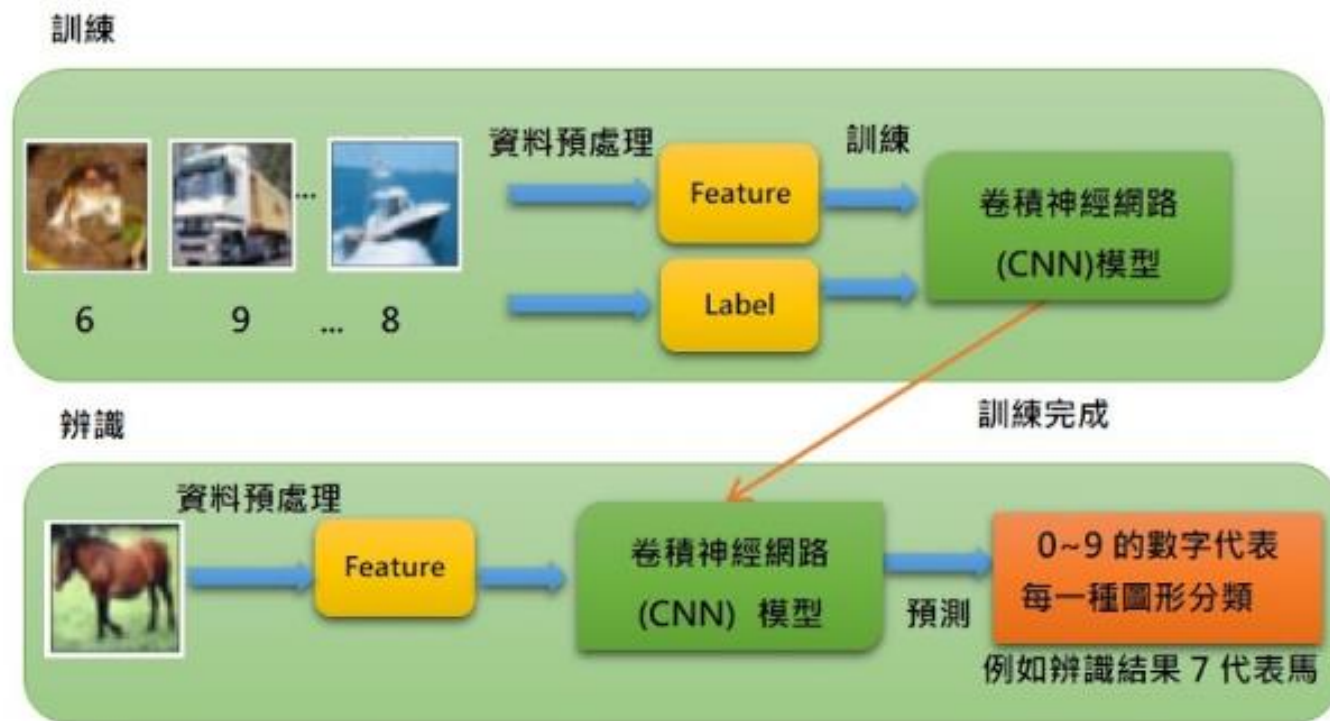 訓練
資料預處理
訓練
...
Feature
卷積神經網路
(CNN)模型
Label
6 9 ... 8
訓練完成
辨識
資料預處理
Feature
卷積神經網路
(CNN) 模型
預測
0~9 的數字代表
每一種圖形分類
例如辨識結果 7 代表馬